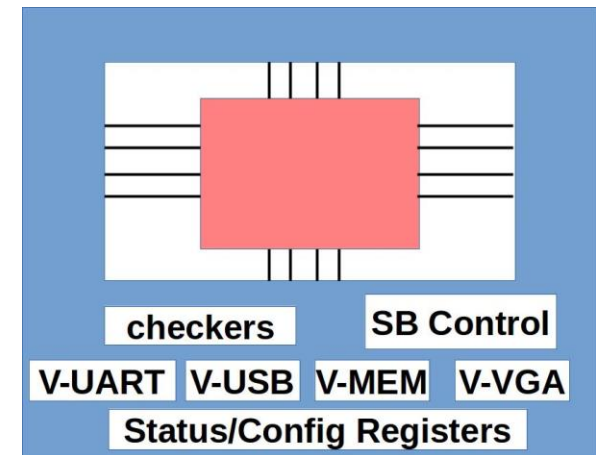 checkers
SB Control
V-UART V-USB V-MEM V-VGA
Status/Config Registers